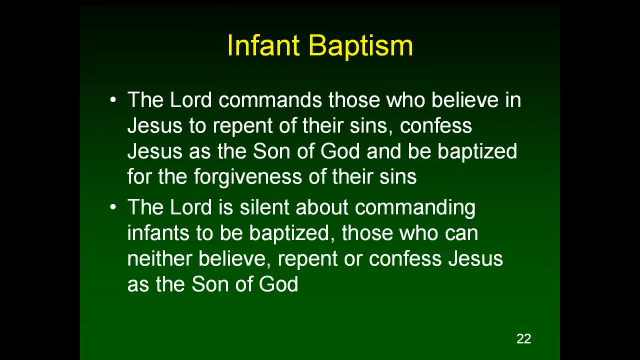 Infant Baptism
• The Lord commands those who believe in
Jesus to repent of their sins, confess
Jesus as the Son of God and be baptized
for the forgiveness of their sins
• The Lord is silent about commanding
infants to be baptized, those who can
neither believe, repent or confess Jesus
as the Son of God
22